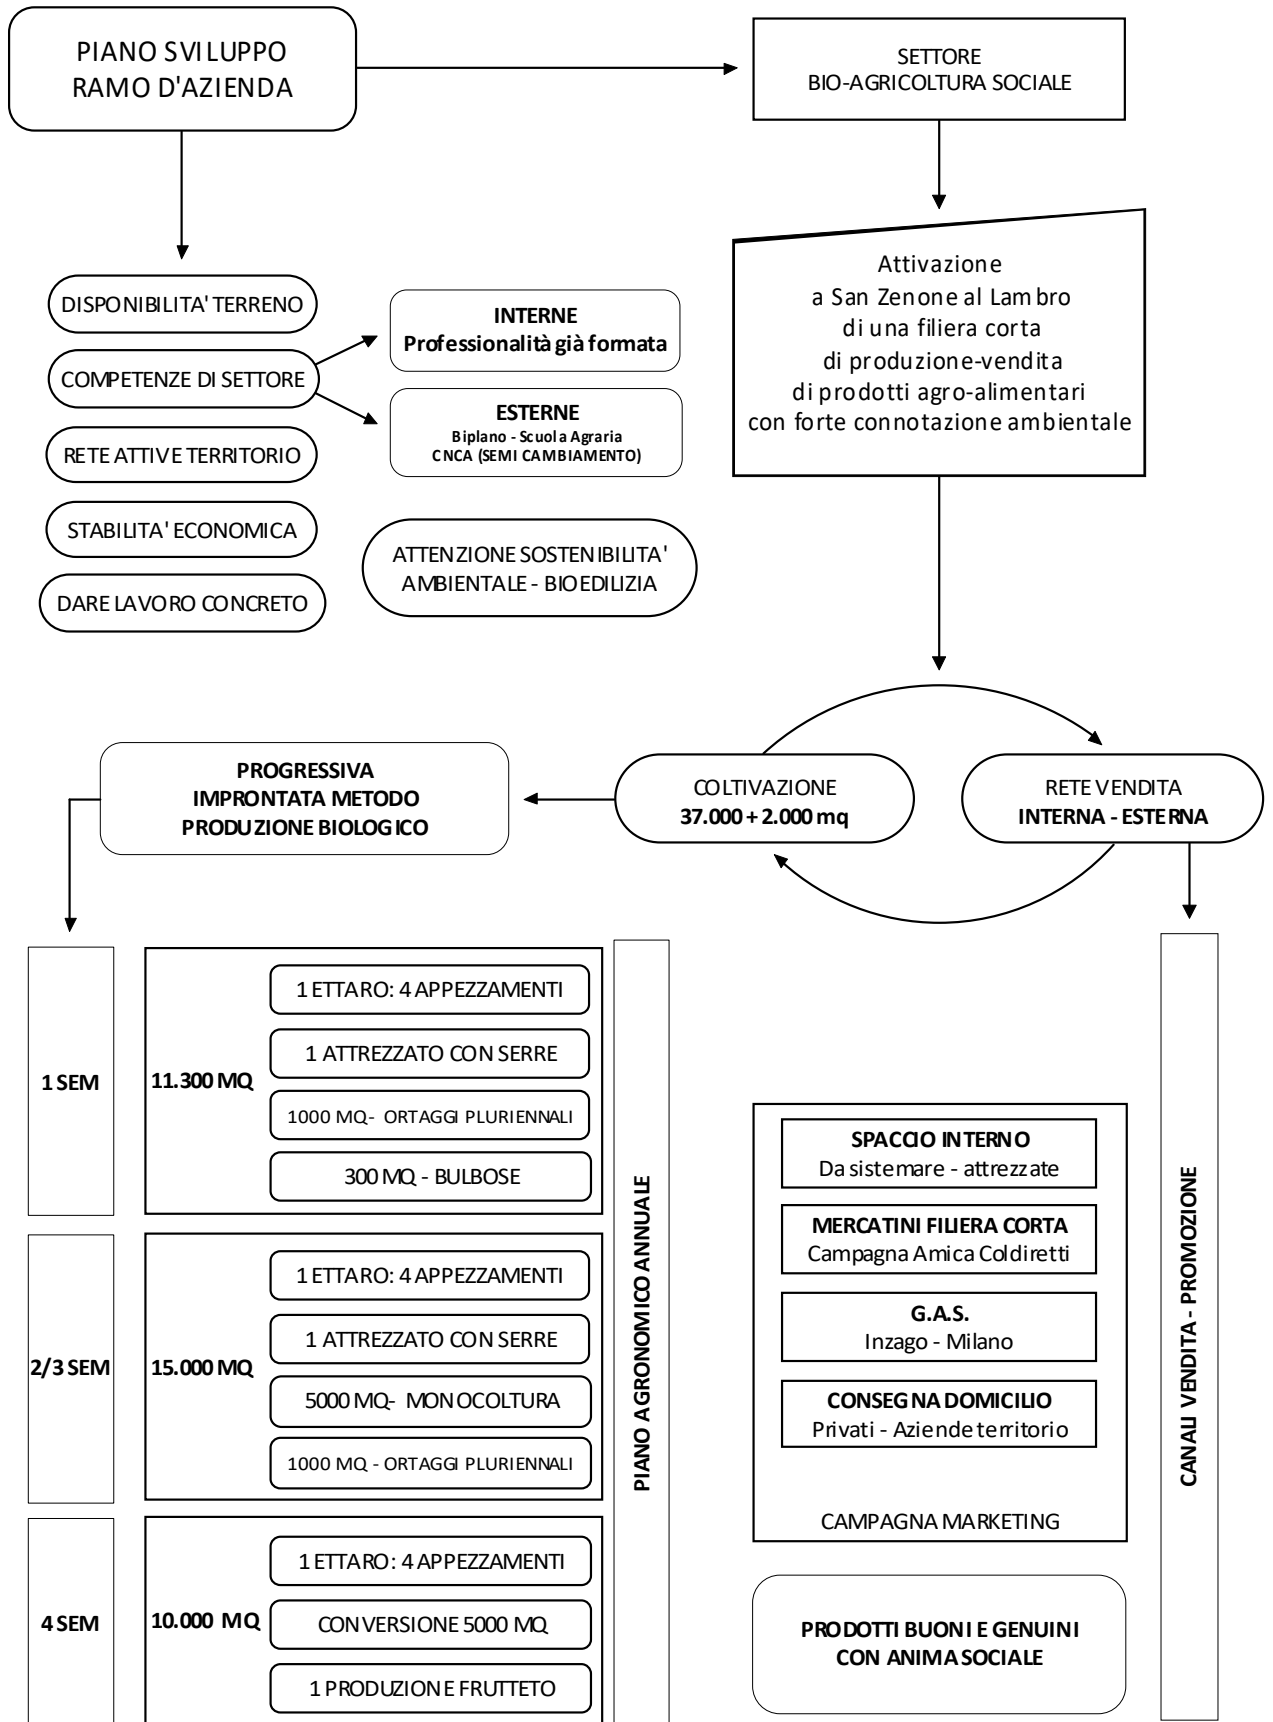 PIANO SVILUPPO
RAMO D'AZIENDA
SETTORE
BIO-AGRICOLTURA SOCIALE
Attivazione
a San Zenone al Lambro
di una filiera corta
di produzione-vendita
di prodotti agro-alimentari
con forte connotazione ambientale
DISPONIBILITA' TERRENO
COMPETENZE DI SETTORE
RETE ATTIVE TERRITORIO
STABILITA' ECONOMICA
DARE LAVORO CONCRETO
INTERNE
Professionalità già formata
ESTERNE
Biplano - Scuola Agraria
CNCA (SEMI CAMBIAMENTO)
ATTENZIONE SOSTENIBILITA'
AMBIENTALE - BIOEDILIZIA
PROGRESSIVA
IMPRONTATA METODO
PRODUZIONE BIOLOGICO
COLTIVAZIONE
37.000 + 2.000 mq
RETE VENDITA
INTERNA - ESTERNA
1 SEM
11.300 MQ
1 ETTARO: 4 APPEZZAMENTI
1 ATTREZZATO CON SERRE
1000 MQ - ORTAGGI PLURIENNALI
300 MQ - BULBOSE
2/3 SEM
15.000 MQ
1 ETTARO: 4 APPEZZAMENTI
1 ATTREZZATO CON SERRE
5000 MQ - MONOCOLTURA
1000 MQ - ORTAGGI PLURIENNALI
4 SEM
10.000 MQ
1 ETTARO: 4 APPEZZAMENTI
CONVERSIONE 5000 MQ
1 PRODUZIONE FRUTTETO
PIANO AGRONOMICO ANNUALE
SPACCIO INTERNO
Da sistemare - attrezzate
MERCATINI FILIERA CORTA
Campagna Amica Coldiretti
G.A.S.
Inzago - Milano
CONSEGNA DOMICILIO
Privati - Aziende territorio
CAMPAGNA MARKETING
PRODOTTI BUONI E GENUINI
CON ANIMA SOCIALE
CANALI VENDITA - PROMOZIONE